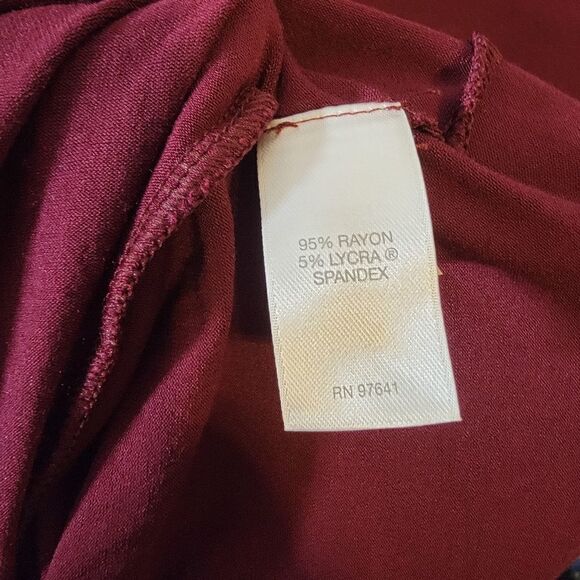 95% RAYON
5% LYCRA ®
SPANDEX
RN 97641